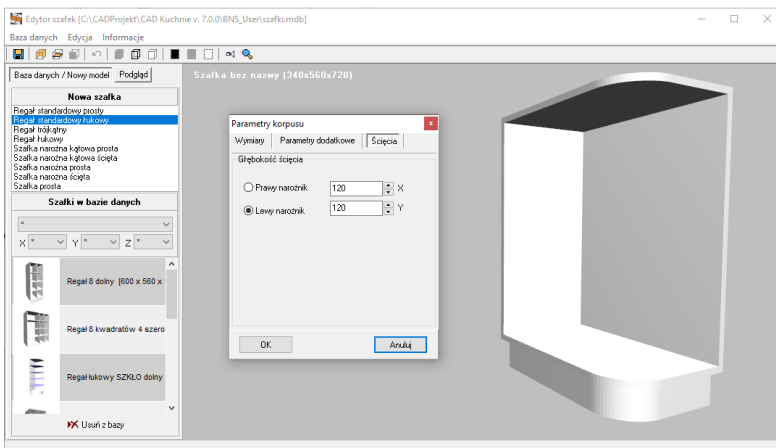 Edytor szafek [C:\CADProjekt\CAD Kuchnie v. 7.0.0\BNS_User\szafki.mdb]
Baza danych Edycja Informacje
Baza danych / Nowy model Podgląd
Szafka bez nazwy (340x560x720)
Nowa szafka
Regał standardowy prosty
Regał standardowy łukowy
Regał trójkątny
Regał łukowy
Szafka narożna kątowa prosta
Szafka narożna kątowa ścięta
Szafka narożna prosta
Szafka narożna ścięta
Szafka prosta
Szafki w bazie danych
*
X * Y * Z *
Regał 8 dolny [600 x 560 x
Regał 8 kwadratów 4 szero
Regał łukowy SZKŁO dolny
Usuń z bazy
Parametry korpusu
Wymiary Parametry dodatkowe Ścięcia
Głębokość ścięcia
Prawy narożnik 120 X
Lewy narożnik 120 Y
OK Anuluj